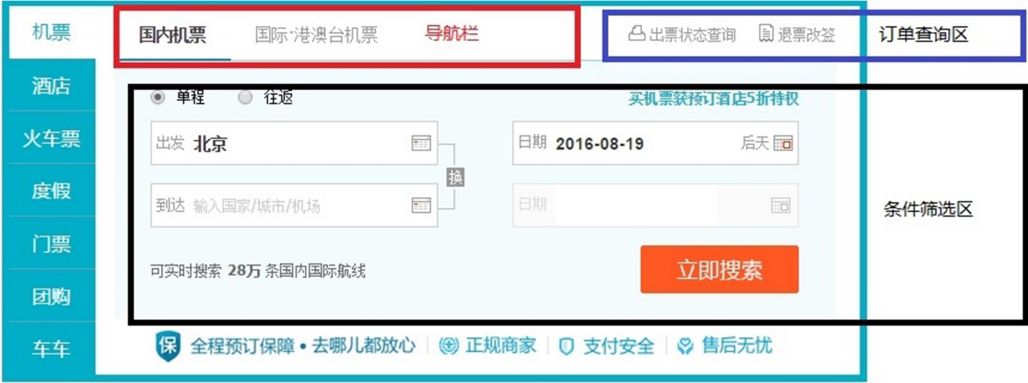 机票
国内机票 国际·港澳台机票 导航栏 出票状态查询 退票改签 订单查询区
酒店
单程 往返 买机票获预订酒店5折特权
火车票
出发 北京 日期 2016-08-19 后天
换
度假
到达 输入国家/城市/机场 日期
条件筛选区
门票
可实时搜索 28万 条国内国际航线 立即搜索
团购
车车
保 全程预订保障·去哪儿都放心 正规商家 支付安全 售后无忧